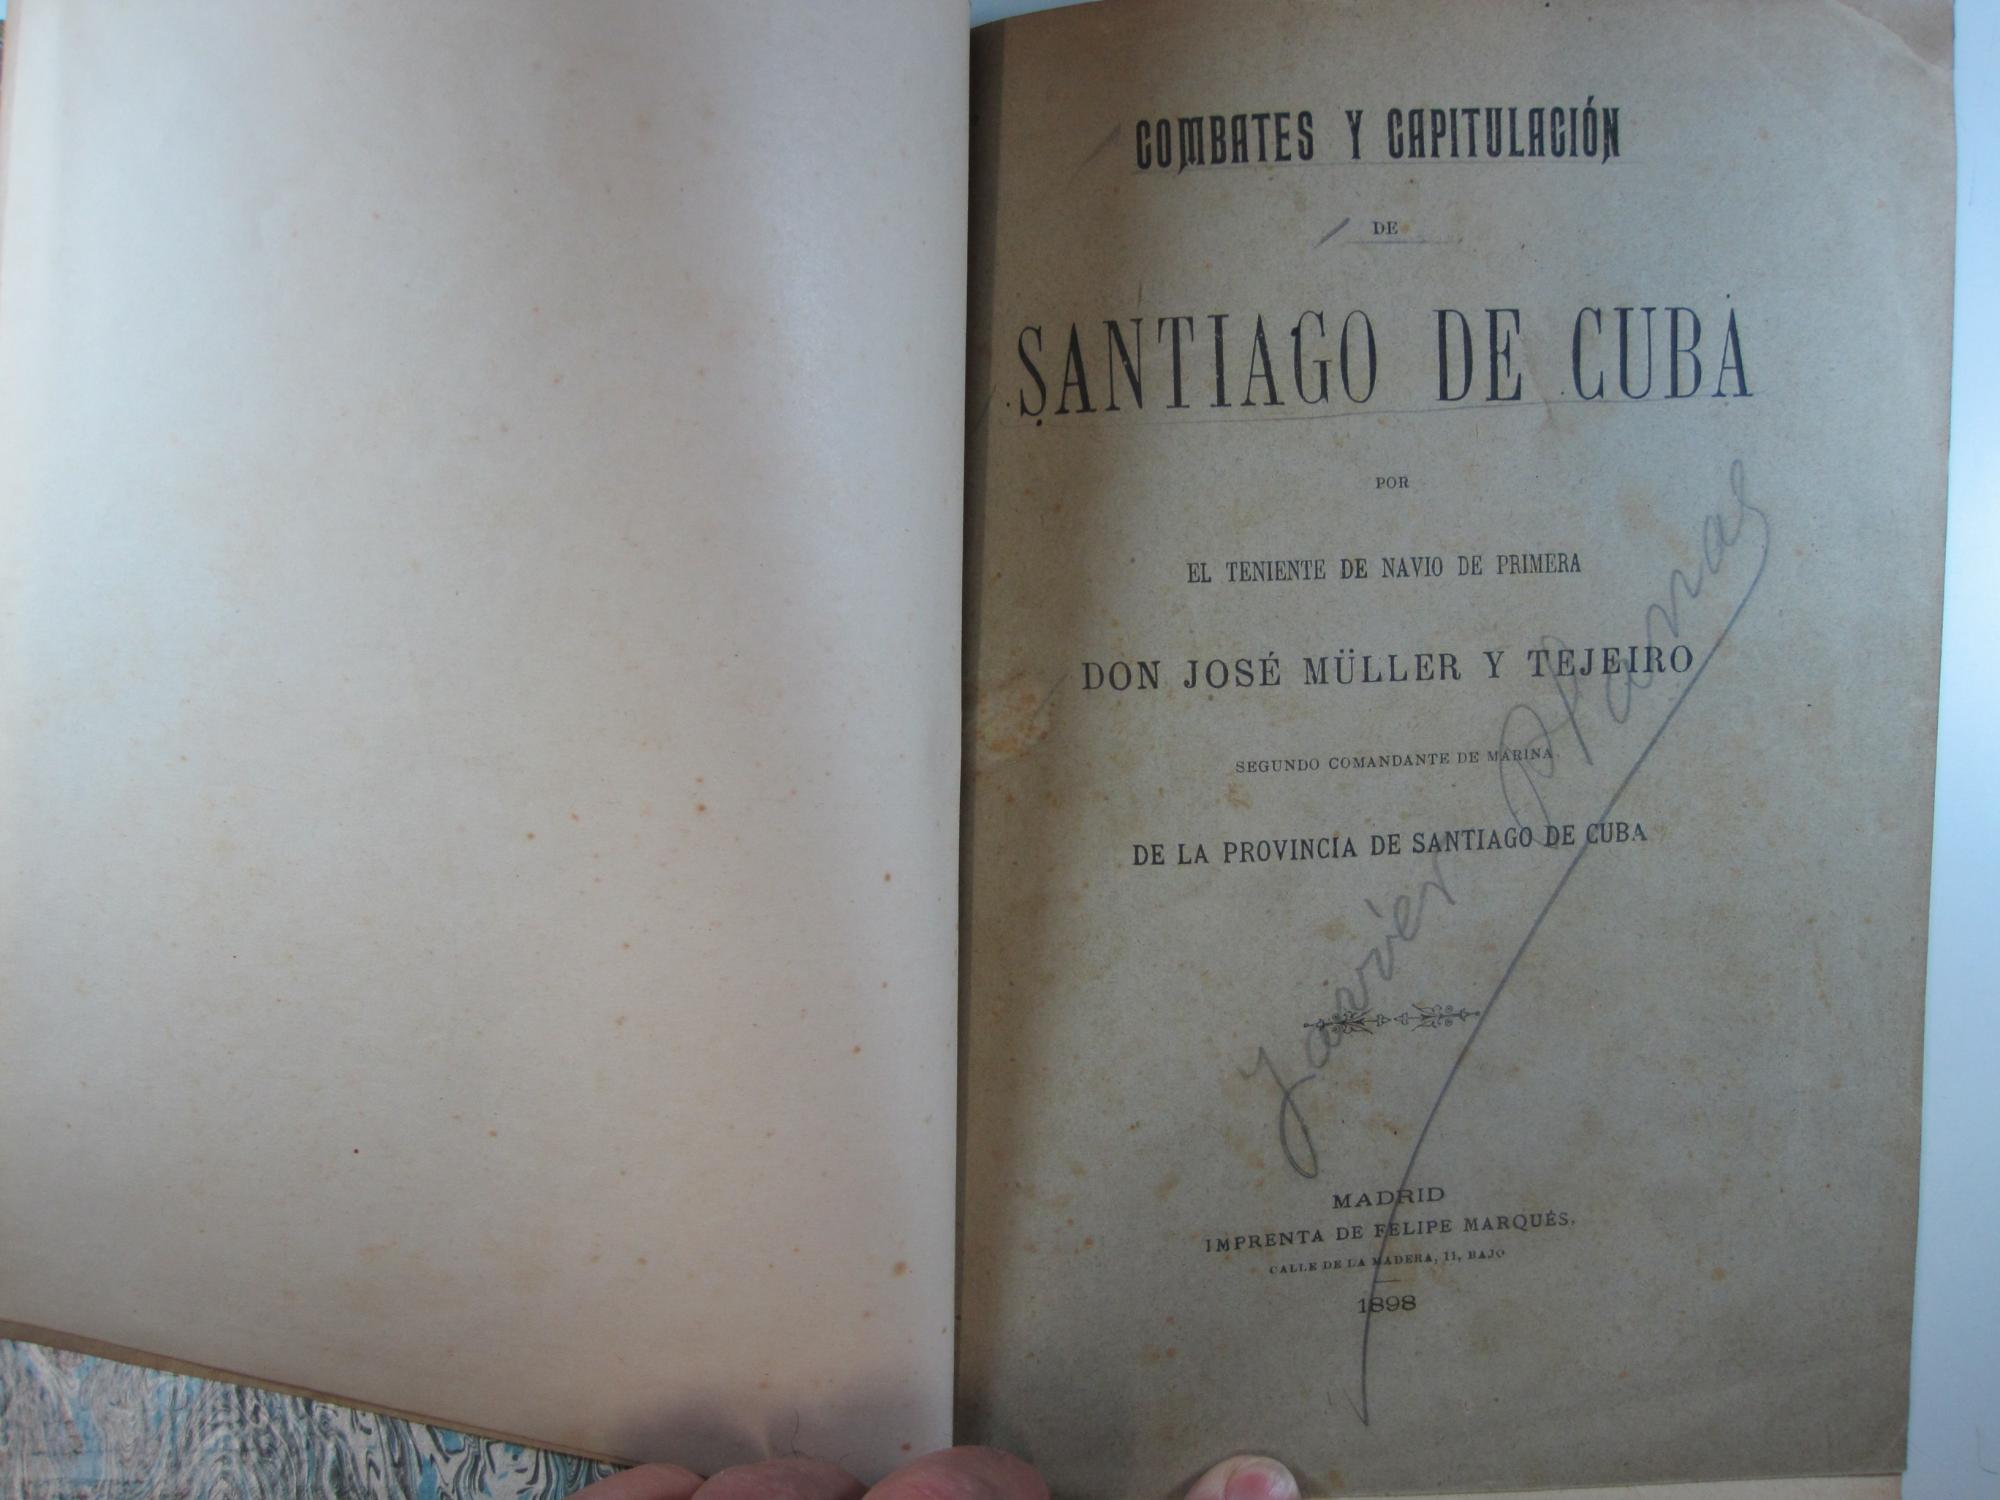 COMBATES Y CAPITULACIÓN
DE
SANTIAGO DE CUBA
POR
EL TENIENTE DE NAVIO DE PRIMERA
DON JOSÉ MÜLLER Y TEJEIRO
SEGUNDO COMANDANTE DE MARINA
DE LA PROVINCIA DE SANTIAGO DE CUBA
Javier
MADRID
IMPRENTA DE FELIPE MARQUÉS.
CALLE DE LA MADERA, 11, BAJO
1898